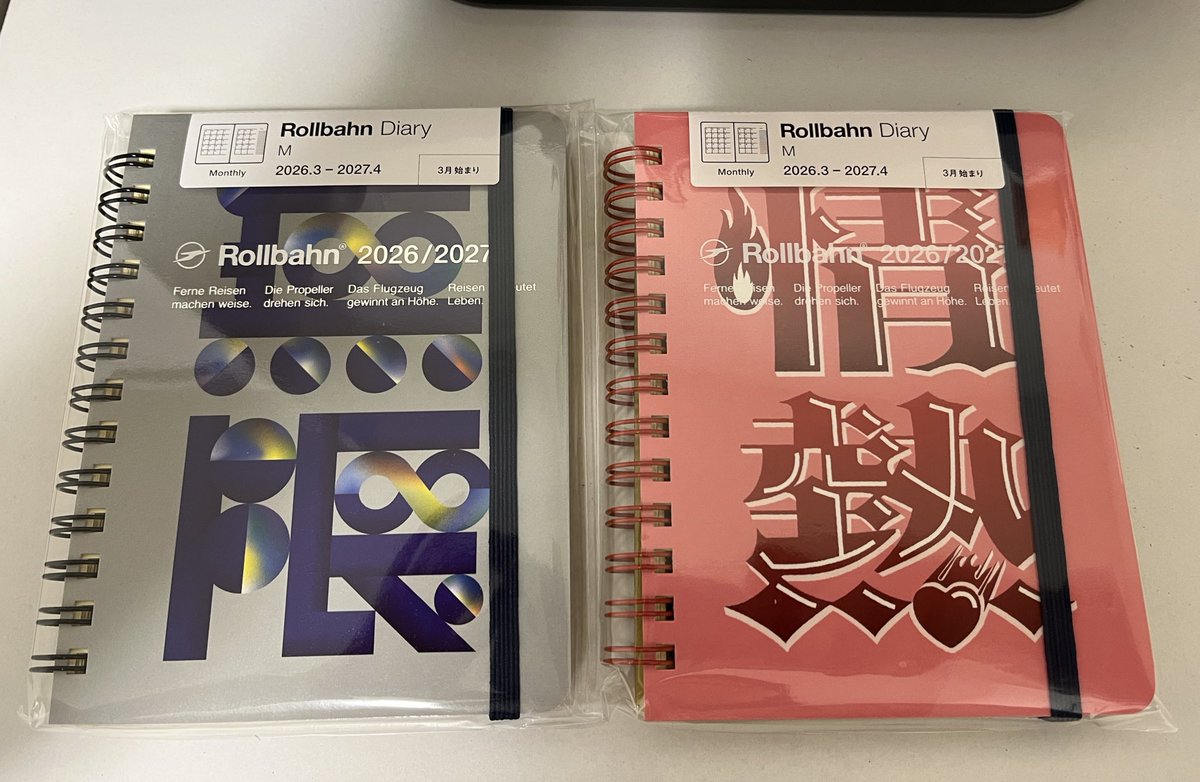 Rollbahn Diary
M
Monthly
2026.3 – 2027.4
3月始まり
無
Rollbahn® 2026/2027
Ferne Reisen Die Propeller Das Flugzeug Reisen
machen weise. drehen sich. gewinnt an Höhe. Leben.
限
Rollbahn Diary
M
Monthly
2026.3 – 2027.4
3月始まり
情
Rollbahn® 2026/202
Ferne Reisen Die Propeller Das Flugzeug Reisen
machen weise. drehen sich. gewinnt an Höhe. Leben.
熱